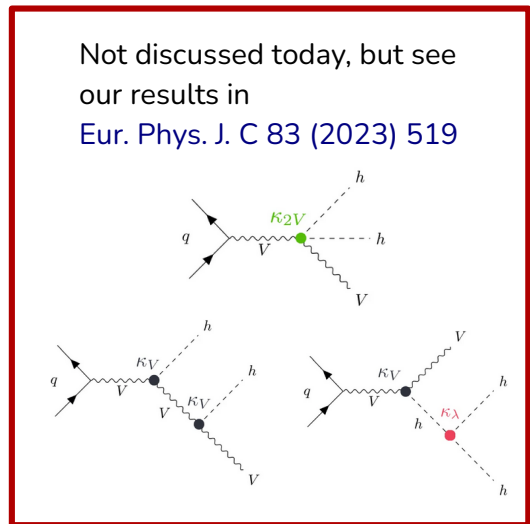 Not discussed today, but see
our results in
Eur. Phys. J. C 83 (2023) 519
h
κ2V
q
V
h
V
h
κV
q
V
h
V
κV
V
V
κV
q
V
h
κλ
h
h